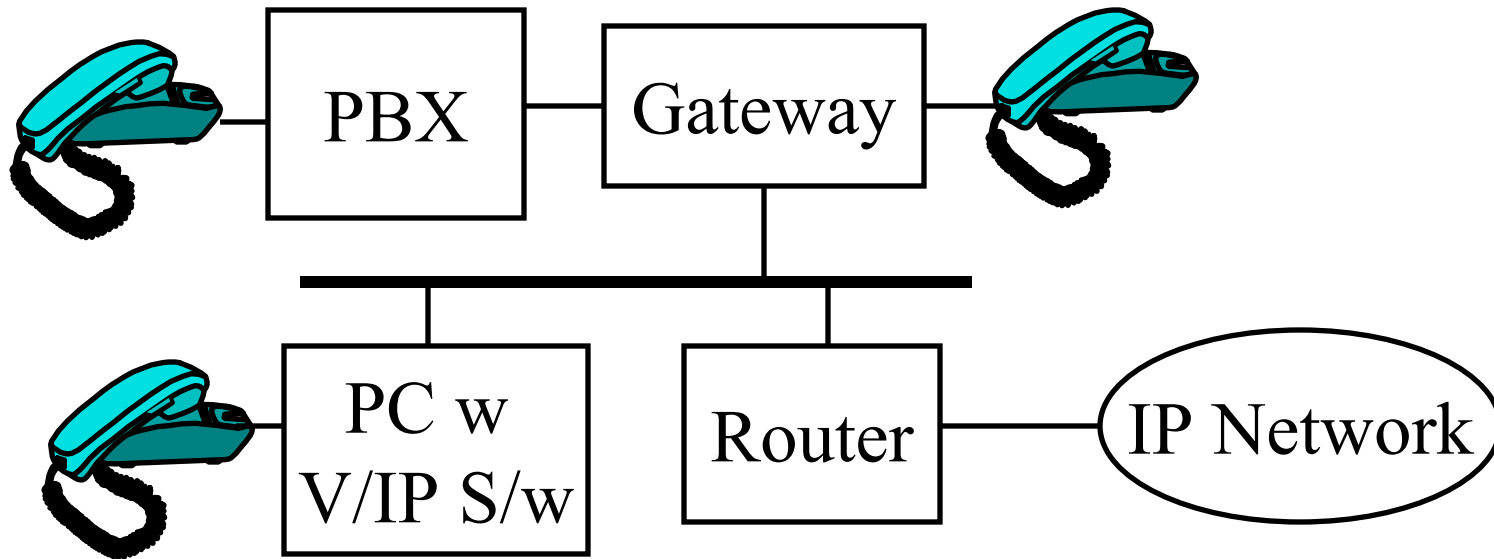 PBX
Gateway
PC w
V/IP S/w
Router
IP Network